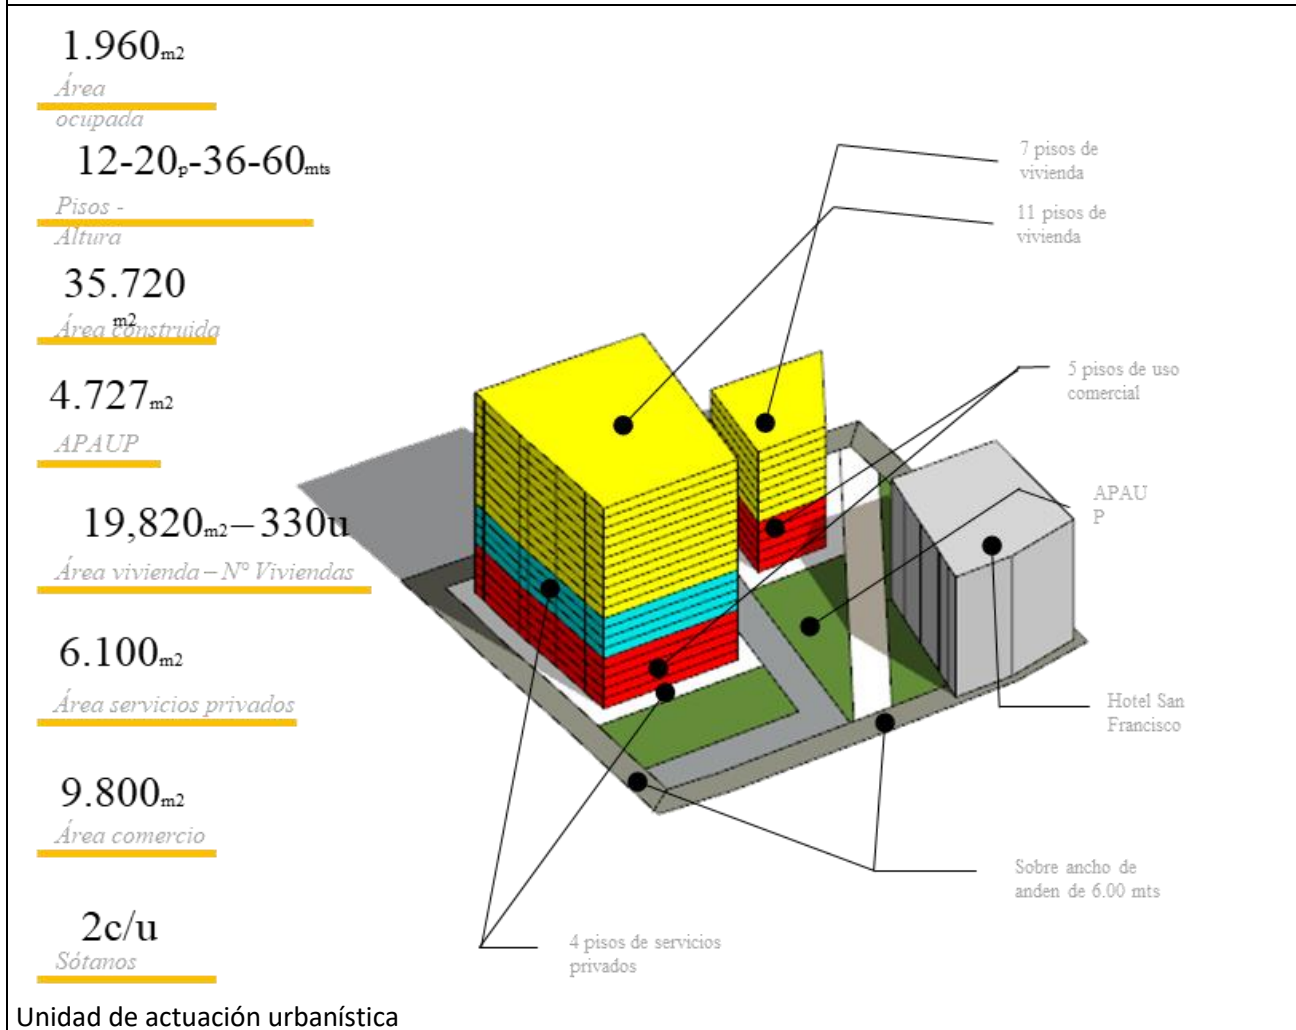 1.960m2
Área
ocupada
12-20p-36-60mts
Pisos -
Altura
35.720
m2
Área construida
4.727m2
APAUP
19,820m2–330u
Área vivienda – N° Viviendas
6.100m2
Área servicios privados
9.800m2
Área comercio
2c/u
Sótanos
7 pisos de
vivienda
11 pisos de
vivienda
5 pisos de uso
comercial
APAU
P
Hotel San
Francisco
Sobre ancho de
anden de 6.00 mts
4 pisos de servicios
privados
Unidad de actuación urbanística